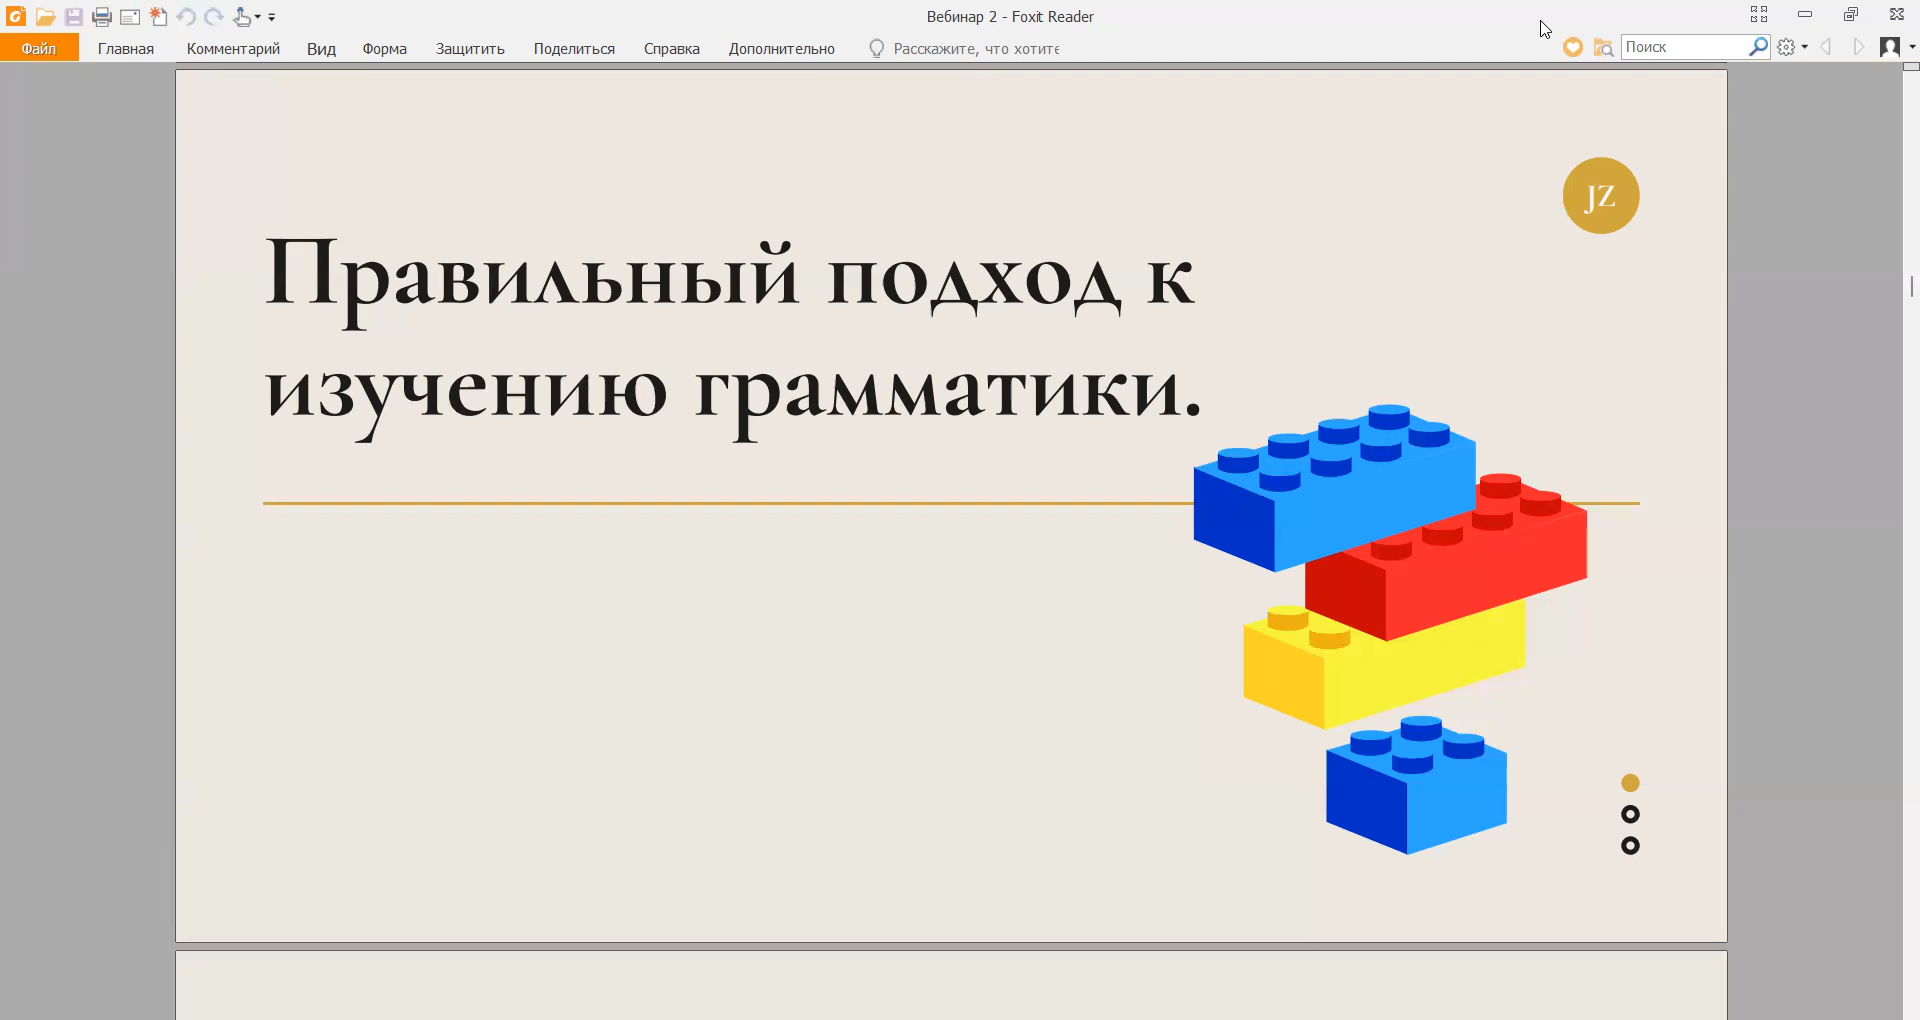 Вебинар 2 - Foxit Reader
Файл Главная Комментарий Вид Форма Защитить Поделиться Справка Дополнительно Расскажите, что хотите Поиск
JZ
Правильный подход к
изучению грамматики.